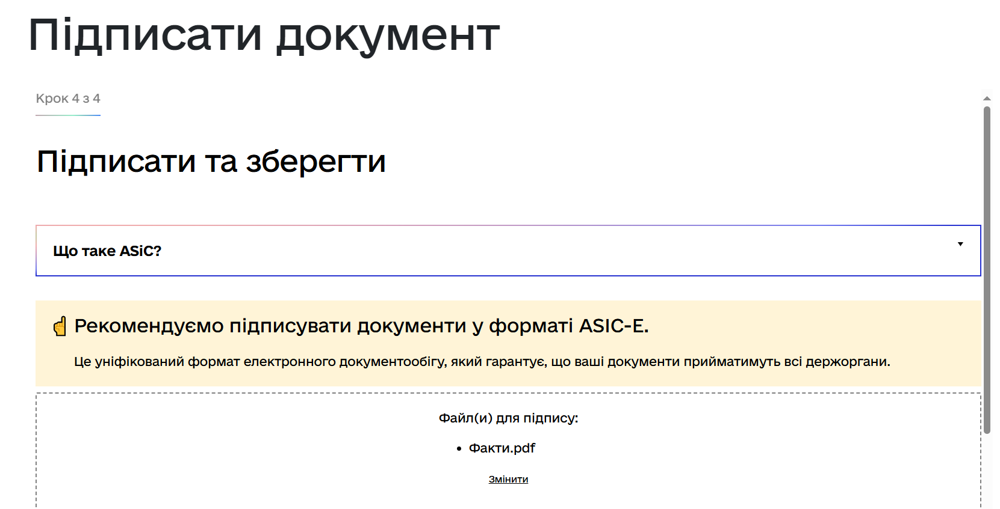 Підписати документ
Крок 4 з 4
Підписати та зберегти
Що таке ASiC?
Рекомендуємо підписувати документи у форматі ASIC-E.
Це уніфікований формат електронного документообігу, який гарантує, що ваші документи прийматимуть всі держоргани.
Файл(и) для підпису:
• Факти.pdf
Змінити